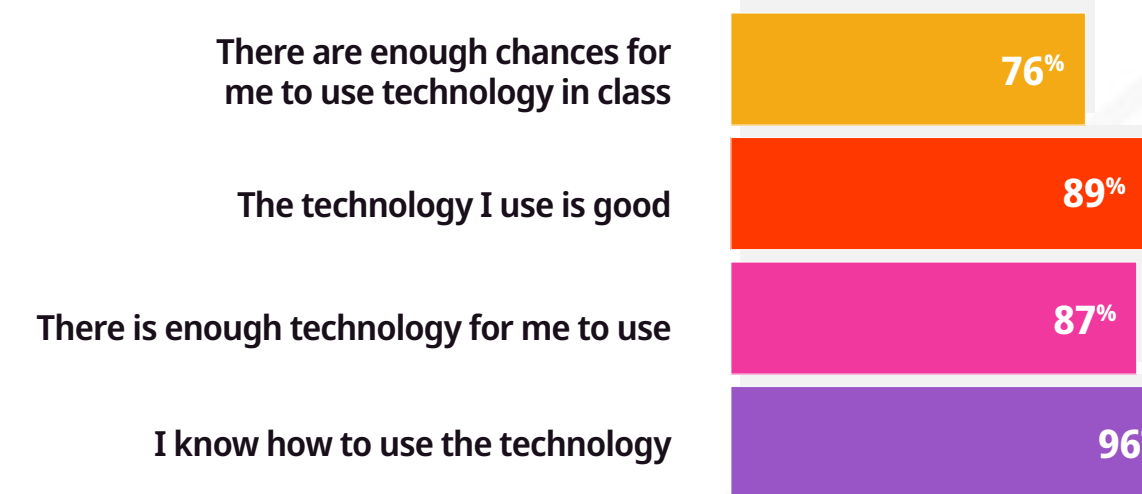 There are enough chances for
me to use technology in class
76%
The technology I use is good
89%
There is enough technology for me to use
87%
I know how to use the technology
96